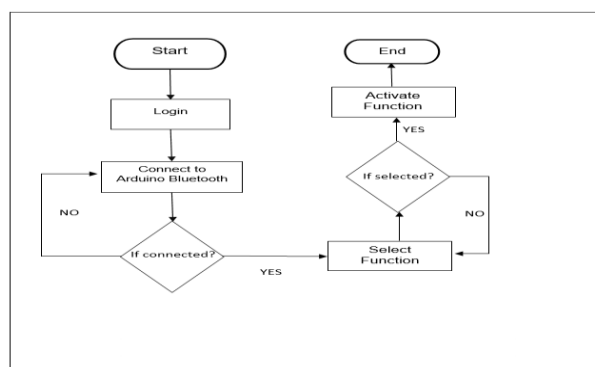 Start
Login
Connect to
Arduino Bluetooth
NO
If connected?
YES
Select
Function
If selected?
NO
YES
Activate
Function
End